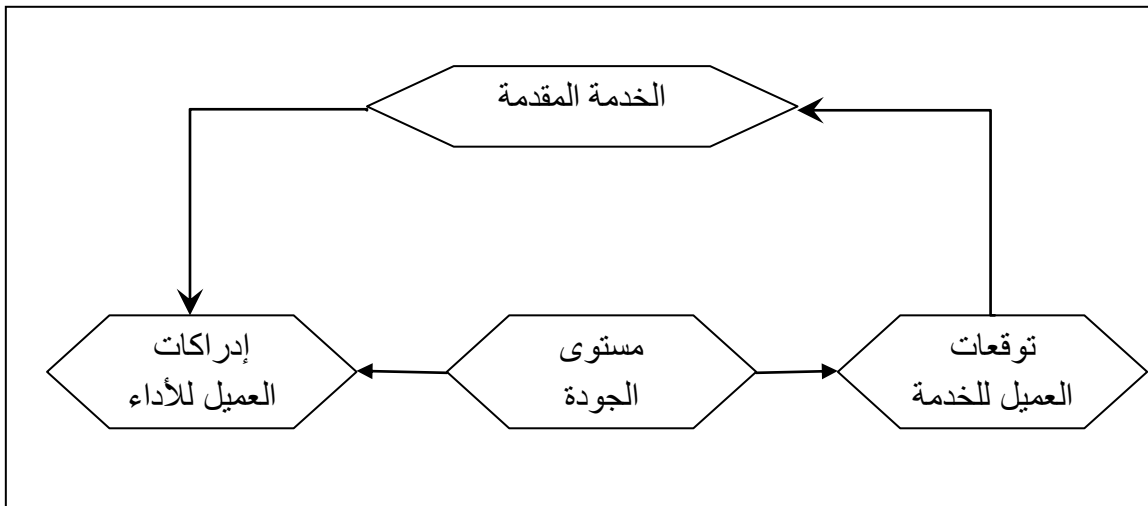 الخدمة المقدمة
توقعات
العميل للخدمة
مستوى
الجودة
إدراكات
العميل للأداء